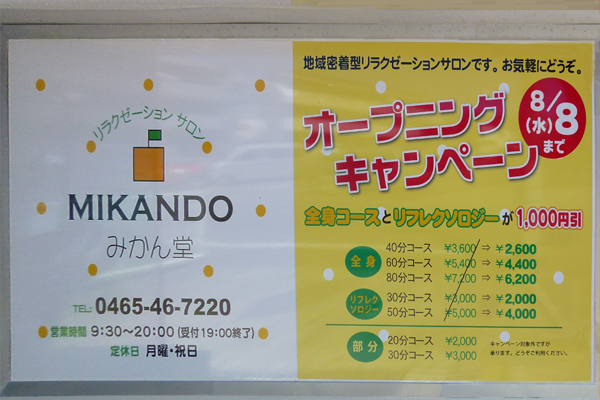 リラクゼーション サロン
MIKANDO
みかん堂
TEL: 0465-46-7220
営業時間 9:30~20:00 (受付19:00終了)
定休日 月曜・祝日
地域密着型リラクゼーションサロンです。お気軽にどうぞ。
オープニング
キャンペーン
8/8
(水)
まで
全身コースとリフレクソロジーが1,000円引
全身
40分コース ¥3,600 ⇒ ¥2,600
60分コース ¥5,400 ⇒ ¥4,400
80分コース ¥7,200 ⇒ ¥6,200
リフレク
ソロジー
30分コース ¥3,000 ⇒ ¥2,000
50分コース ¥5,000 ⇒ ¥4,000
部分
20分コース ¥2,000
30分コース ¥3,000
キャンペーン対象外ですが
承ります。どうぞご利用ください。